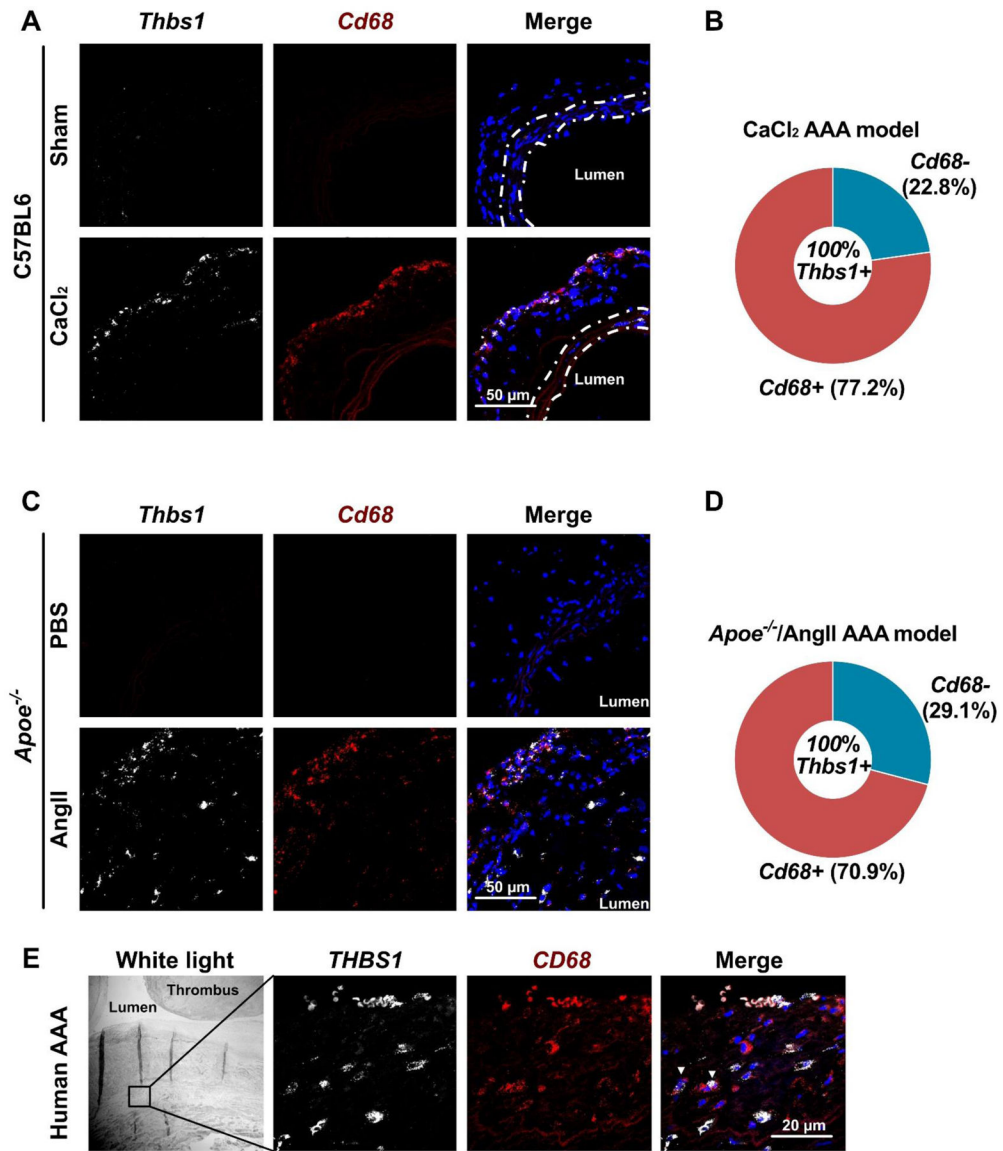 A
Thbs1 Cd68 Merge
C57BL6
Sham
Lumen
CaCl₂
Lumen
50 µm
B
CaCl₂ AAA model
Cd68-
(22.8%)
100%
Thbs1+
Cd68+ (77.2%)
C
Thbs1 Cd68 Merge
Apoe-/-
PBS
Lumen
AngII
50 µm
Lumen
D
Apoe-/-/AngII AAA model
Cd68-
(29.1%)
100%
Thbs1+
Cd68+ (70.9%)
E
White light THBS1 CD68 Merge
Human AAA
Thrombus
Lumen
20 µm